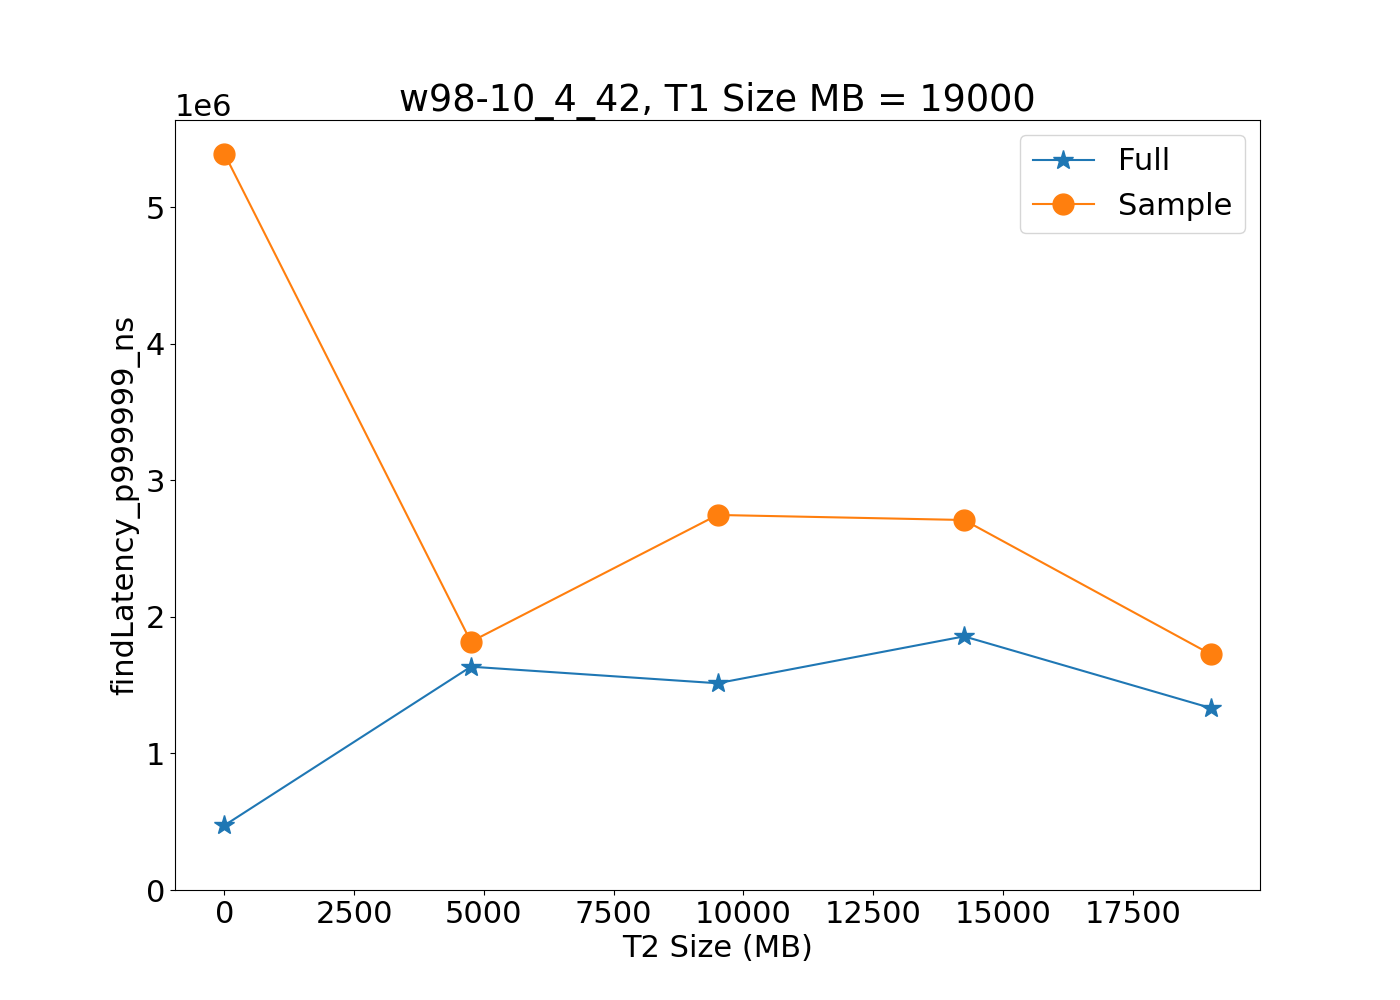 w98-10_4_42, T1 Size MB = 19000
1e6
Full
Sample
5
4
3
2
1
0
findLatency_p999999_ns
0 2500 5000 7500 10000 12500 15000 17500
T2 Size (MB)